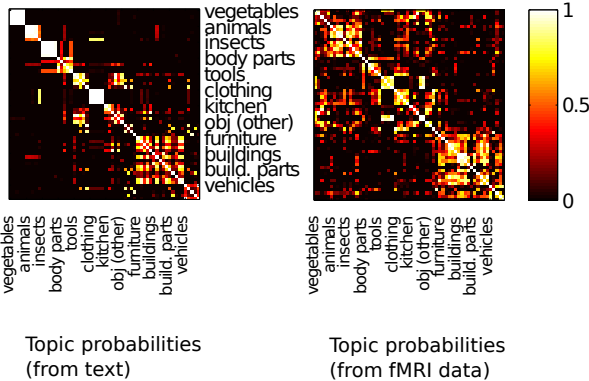 vegetables
animals
insects
body parts
tools
clothing
kitchen
obj (other)
furniture
buildings
build. parts
vehicles
1
0.5
0
vegetables
animals
insects
body parts
tools
clothing
kitchen
obj (other)
furniture
buildings
build. parts
vehicles
vegetables
animals
insects
body parts
tools
clothing
kitchen
obj (other)
furniture
buildings
build. parts
vehicles
Topic probabilities
(from text)
Topic probabilities
(from fMRI data)